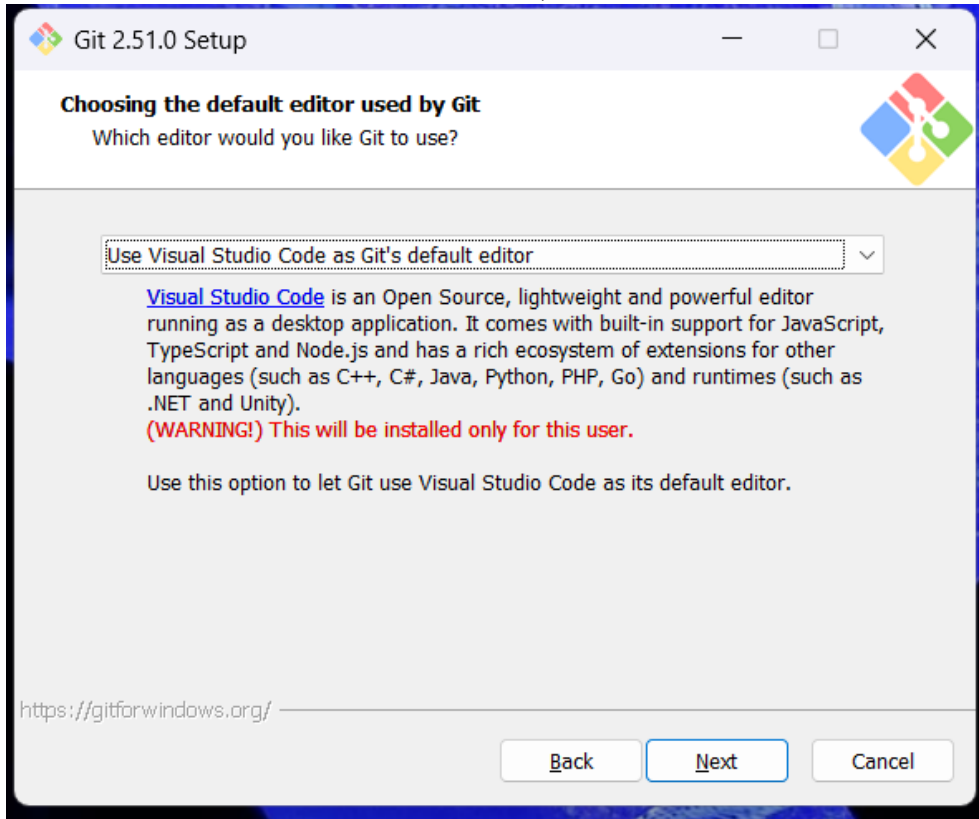 Git 2.51.0 Setup
Choosing the default editor used by Git
Which editor would you like Git to use?
Use Visual Studio Code as Git's default editor
Visual Studio Code is an Open Source, lightweight and powerful editor
running as a desktop application. It comes with built-in support for JavaScript,
TypeScript and Node.js and has a rich ecosystem of extensions for other
languages (such as C++, C#, Java, Python, PHP, Go) and runtimes (such as
.NET and Unity).
(WARNING!) This will be installed only for this user.
Use this option to let Git use Visual Studio Code as its default editor.
https://gitforwindows.org/
Back Next Cancel